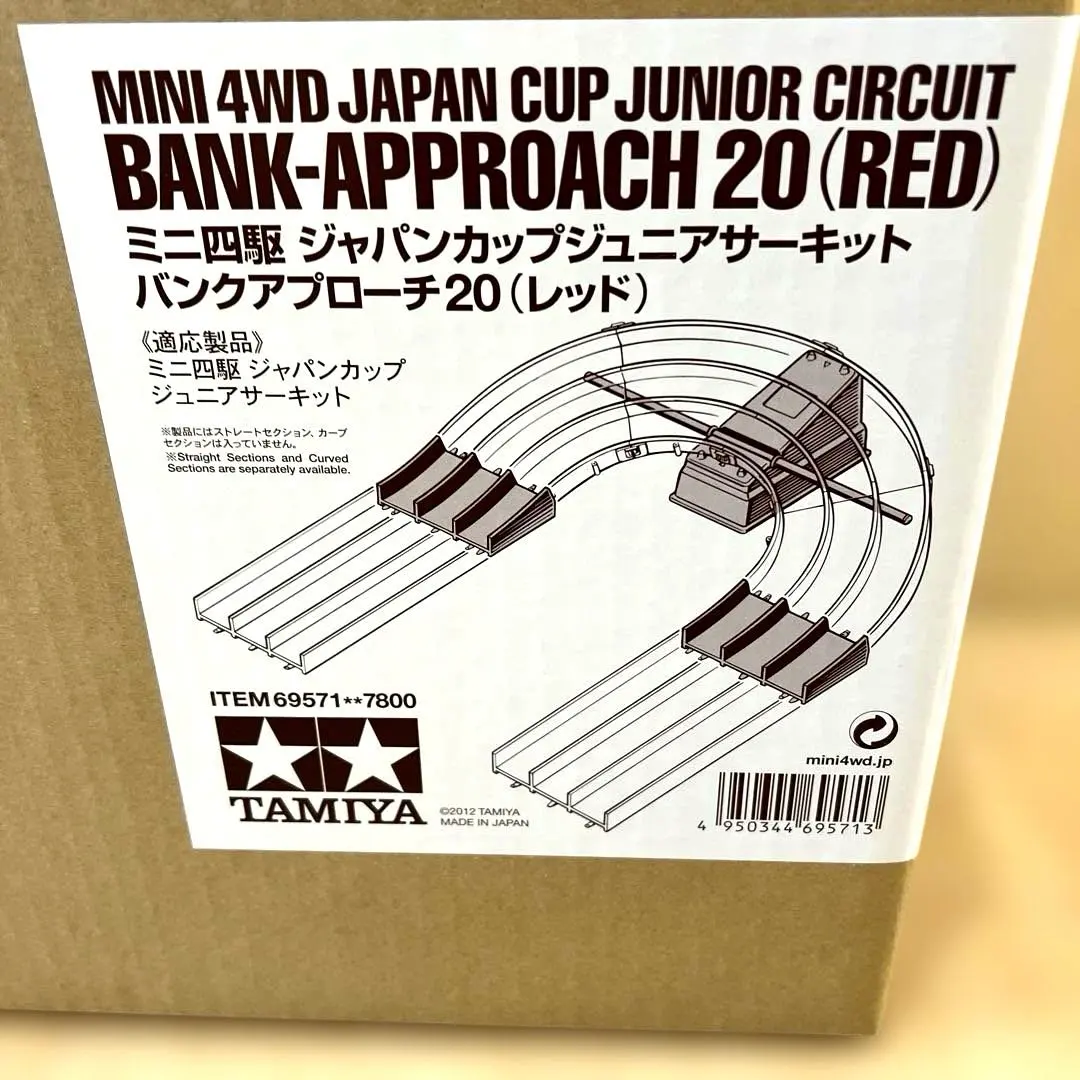 MINI 4WD JAPAN CUP JUNIOR CIRCUIT
BANK-APPROACH 20 (RED)
ミニ四駆 ジャパンカップジュニアサーキット
バンクアプローチ20（レッド）
《適応製品》
ミニ四駆 ジャパンカップ
ジュニアサーキット
※製品にはストレートセクション、カーブ
セクションは入っていません。
※Straight Sections and Curved
Sections are separately available.
ITEM 69571**7800
TAMIYA
©2012 TAMIYA
MADE IN JAPAN
mini4wd.jp
4 950344 695713